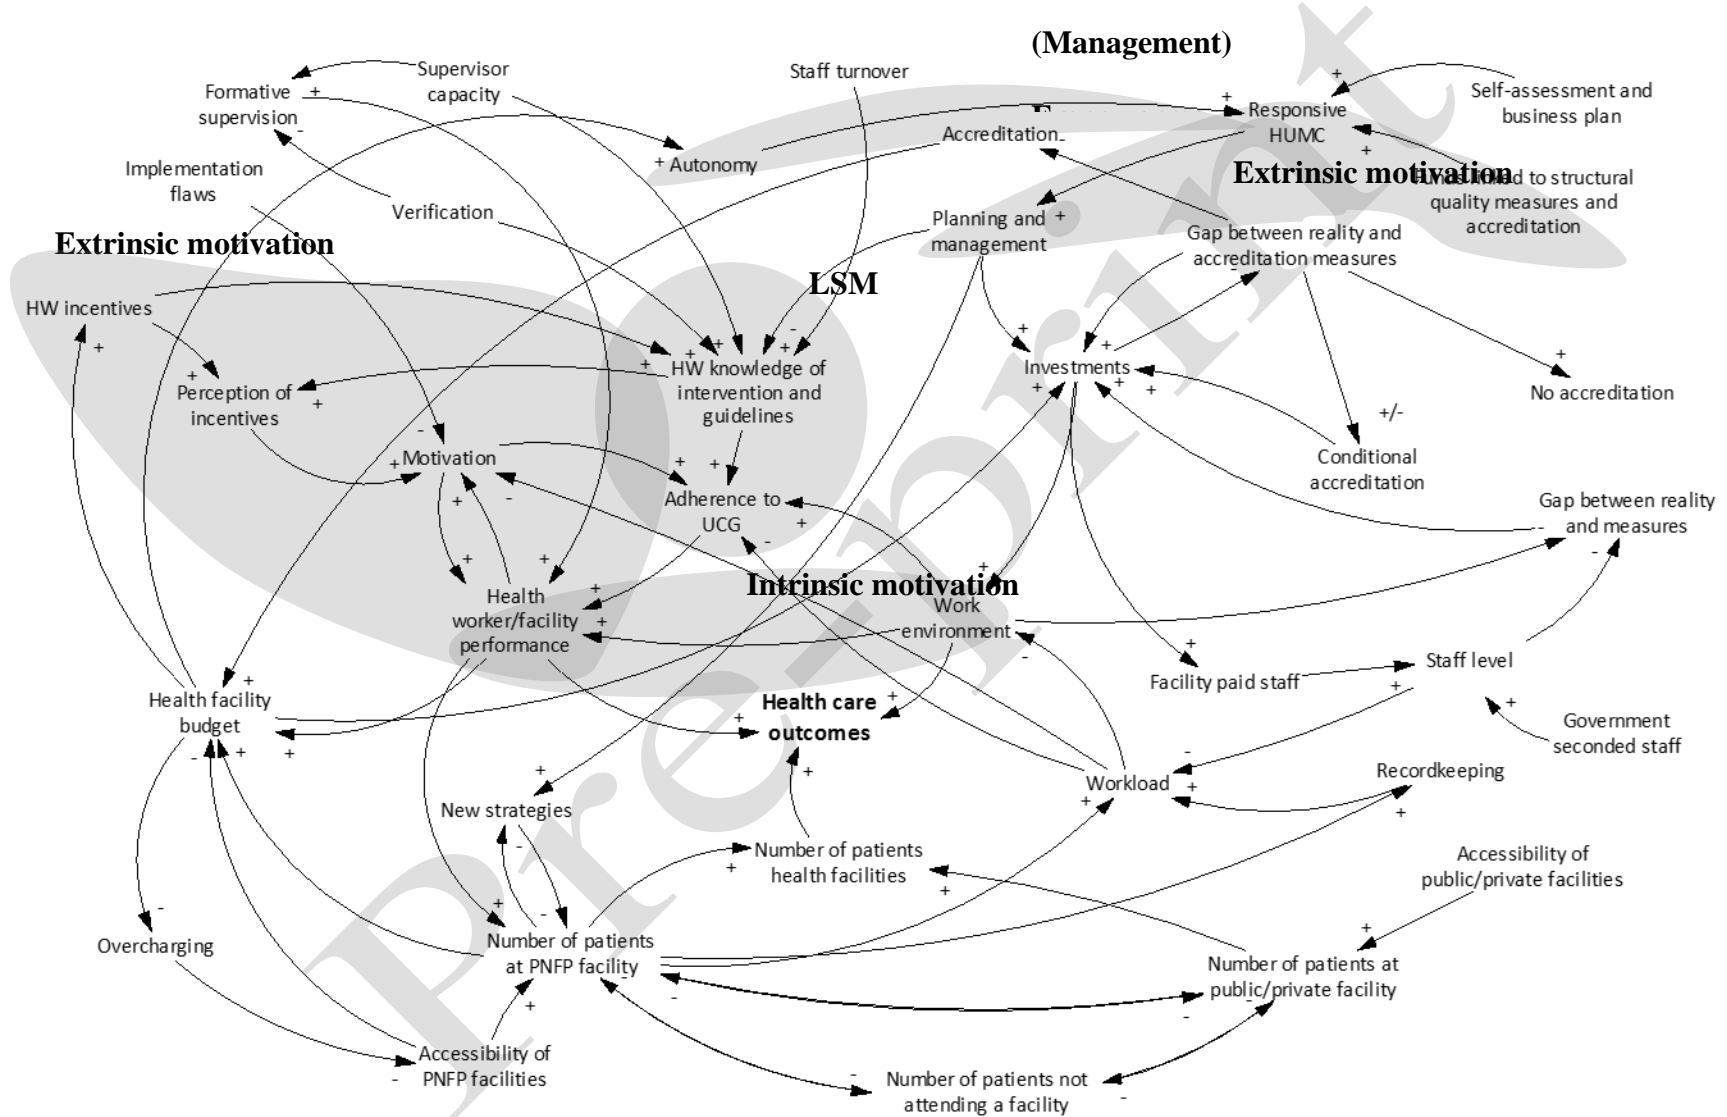 (Management)
Supervisor
capacity
Staff turnover
Formative
supervision
Self-assessment and
business plan
Responsive
HUMC
Accreditation
Autonomy
Implementation
flaws
Extrinsic motivation
to structural
quality measures and
accreditation
Verification
Planning and
management
Gap between reality and
accreditation measures
Extrinsic motivation
LSM
HW incentives
HW knowledge of
intervention and
guidelines
Investments
Perception of
incentives
No accreditation
Motivation
Conditional
accreditation
Adherence to
UCG
Gap between reality
and measures
Intrinsic motivation
Health
worker/facility
performance
Work
environment
Staff level
Facility paid staff
Health facility
budget
Health care
outcomes
Government
seconded staff
Recordkeeping
Workload
New strategies
Number of patients
health facilities
Accessibility of
public/private facilities
Overcharging
Number of patients
at PNFP facility
Number of patients at
public/private facility
Accessibility of
PNFP facilities
Number of patients not
attending a facility
+/-
Pre-print